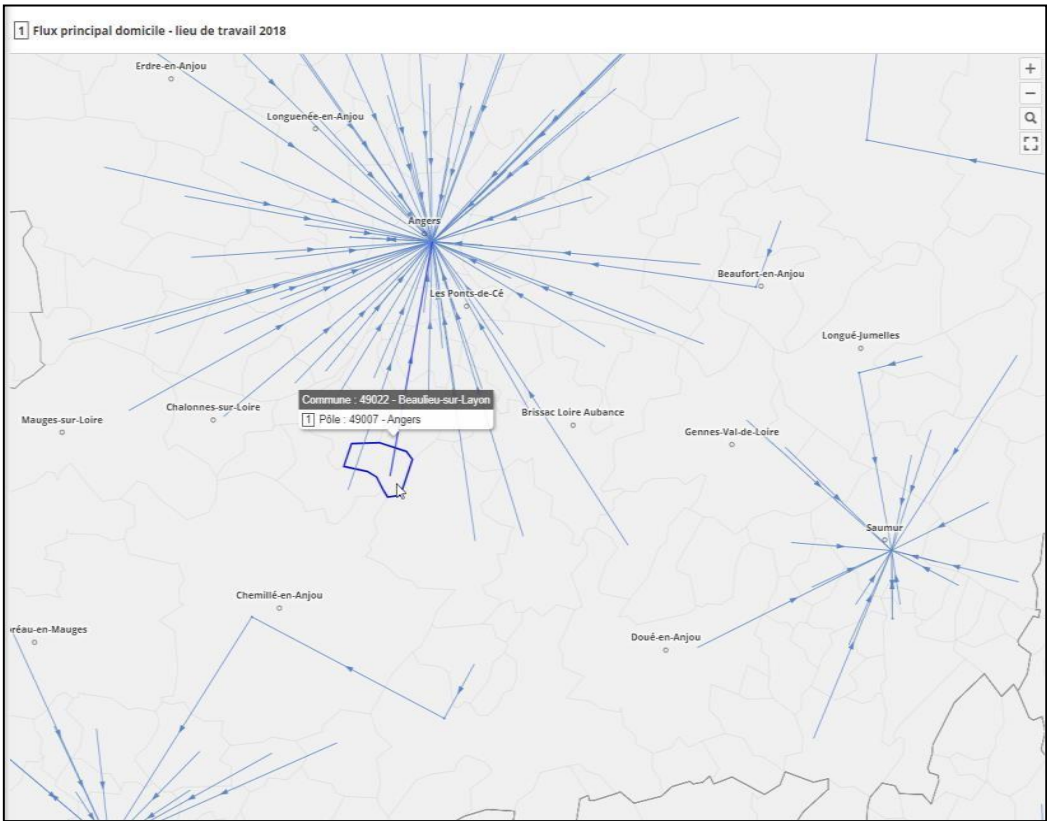 1 Flux principal domicile - lieu de travail 2018
+
−
Erdre-en-Anjou
Longuenée-en-Anjou
Angers
Les Ponts-de-Cé
Beaufort-en-Anjou
Longué-Jumelles
Commune : 49022 - Beaulieu-sur-Layon
1 Pôle : 49007 - Angers
Mauges-sur-Loire
Chalonnes-sur-Loire
Brissac Loire Aubance
Gennes-Val-de-Loire
Saumur
Chemillé-en-Anjou
réau-en-Mauges
Doué-en-Anjou